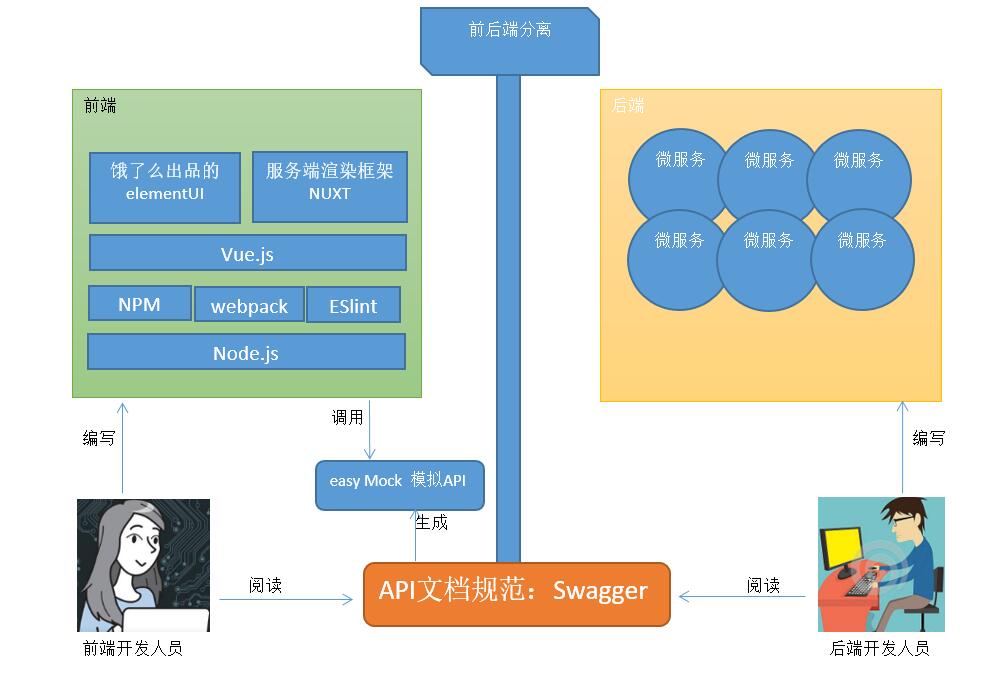 前后端分离
前端
饿了么出品的
elementUI
服务端渲染框架
NUXT
Vue.js
NPM
webpack
ESlint
Node.js
后端
微服务
微服务
微服务
微服务
微服务
微服务
编写
调用
编写
easy Mock 模拟API
生成
API文档规范：Swagger
阅读
阅读
前端开发人员
后端开发人员